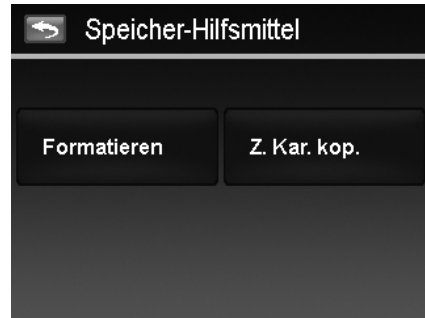 Speicher-Hilfsmittel
Formatieren
Z. Kar. kop.